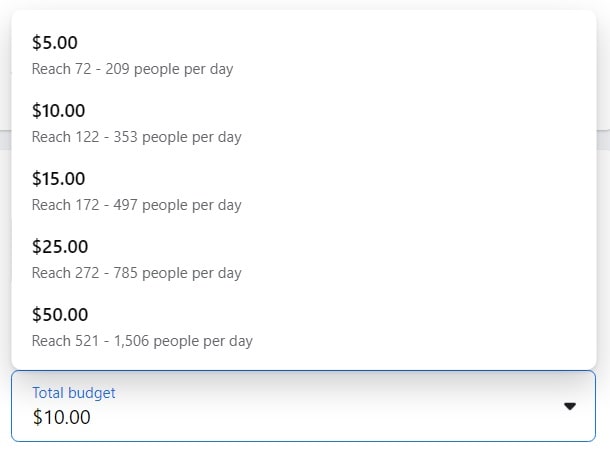 $5.00
Reach 72 - 209 people per day
$10.00
Reach 122 - 353 people per day
$15.00
Reach 172 - 497 people per day
$25.00
Reach 272 - 785 people per day
$50.00
Reach 521 - 1,506 people per day
Total budget
$10.00